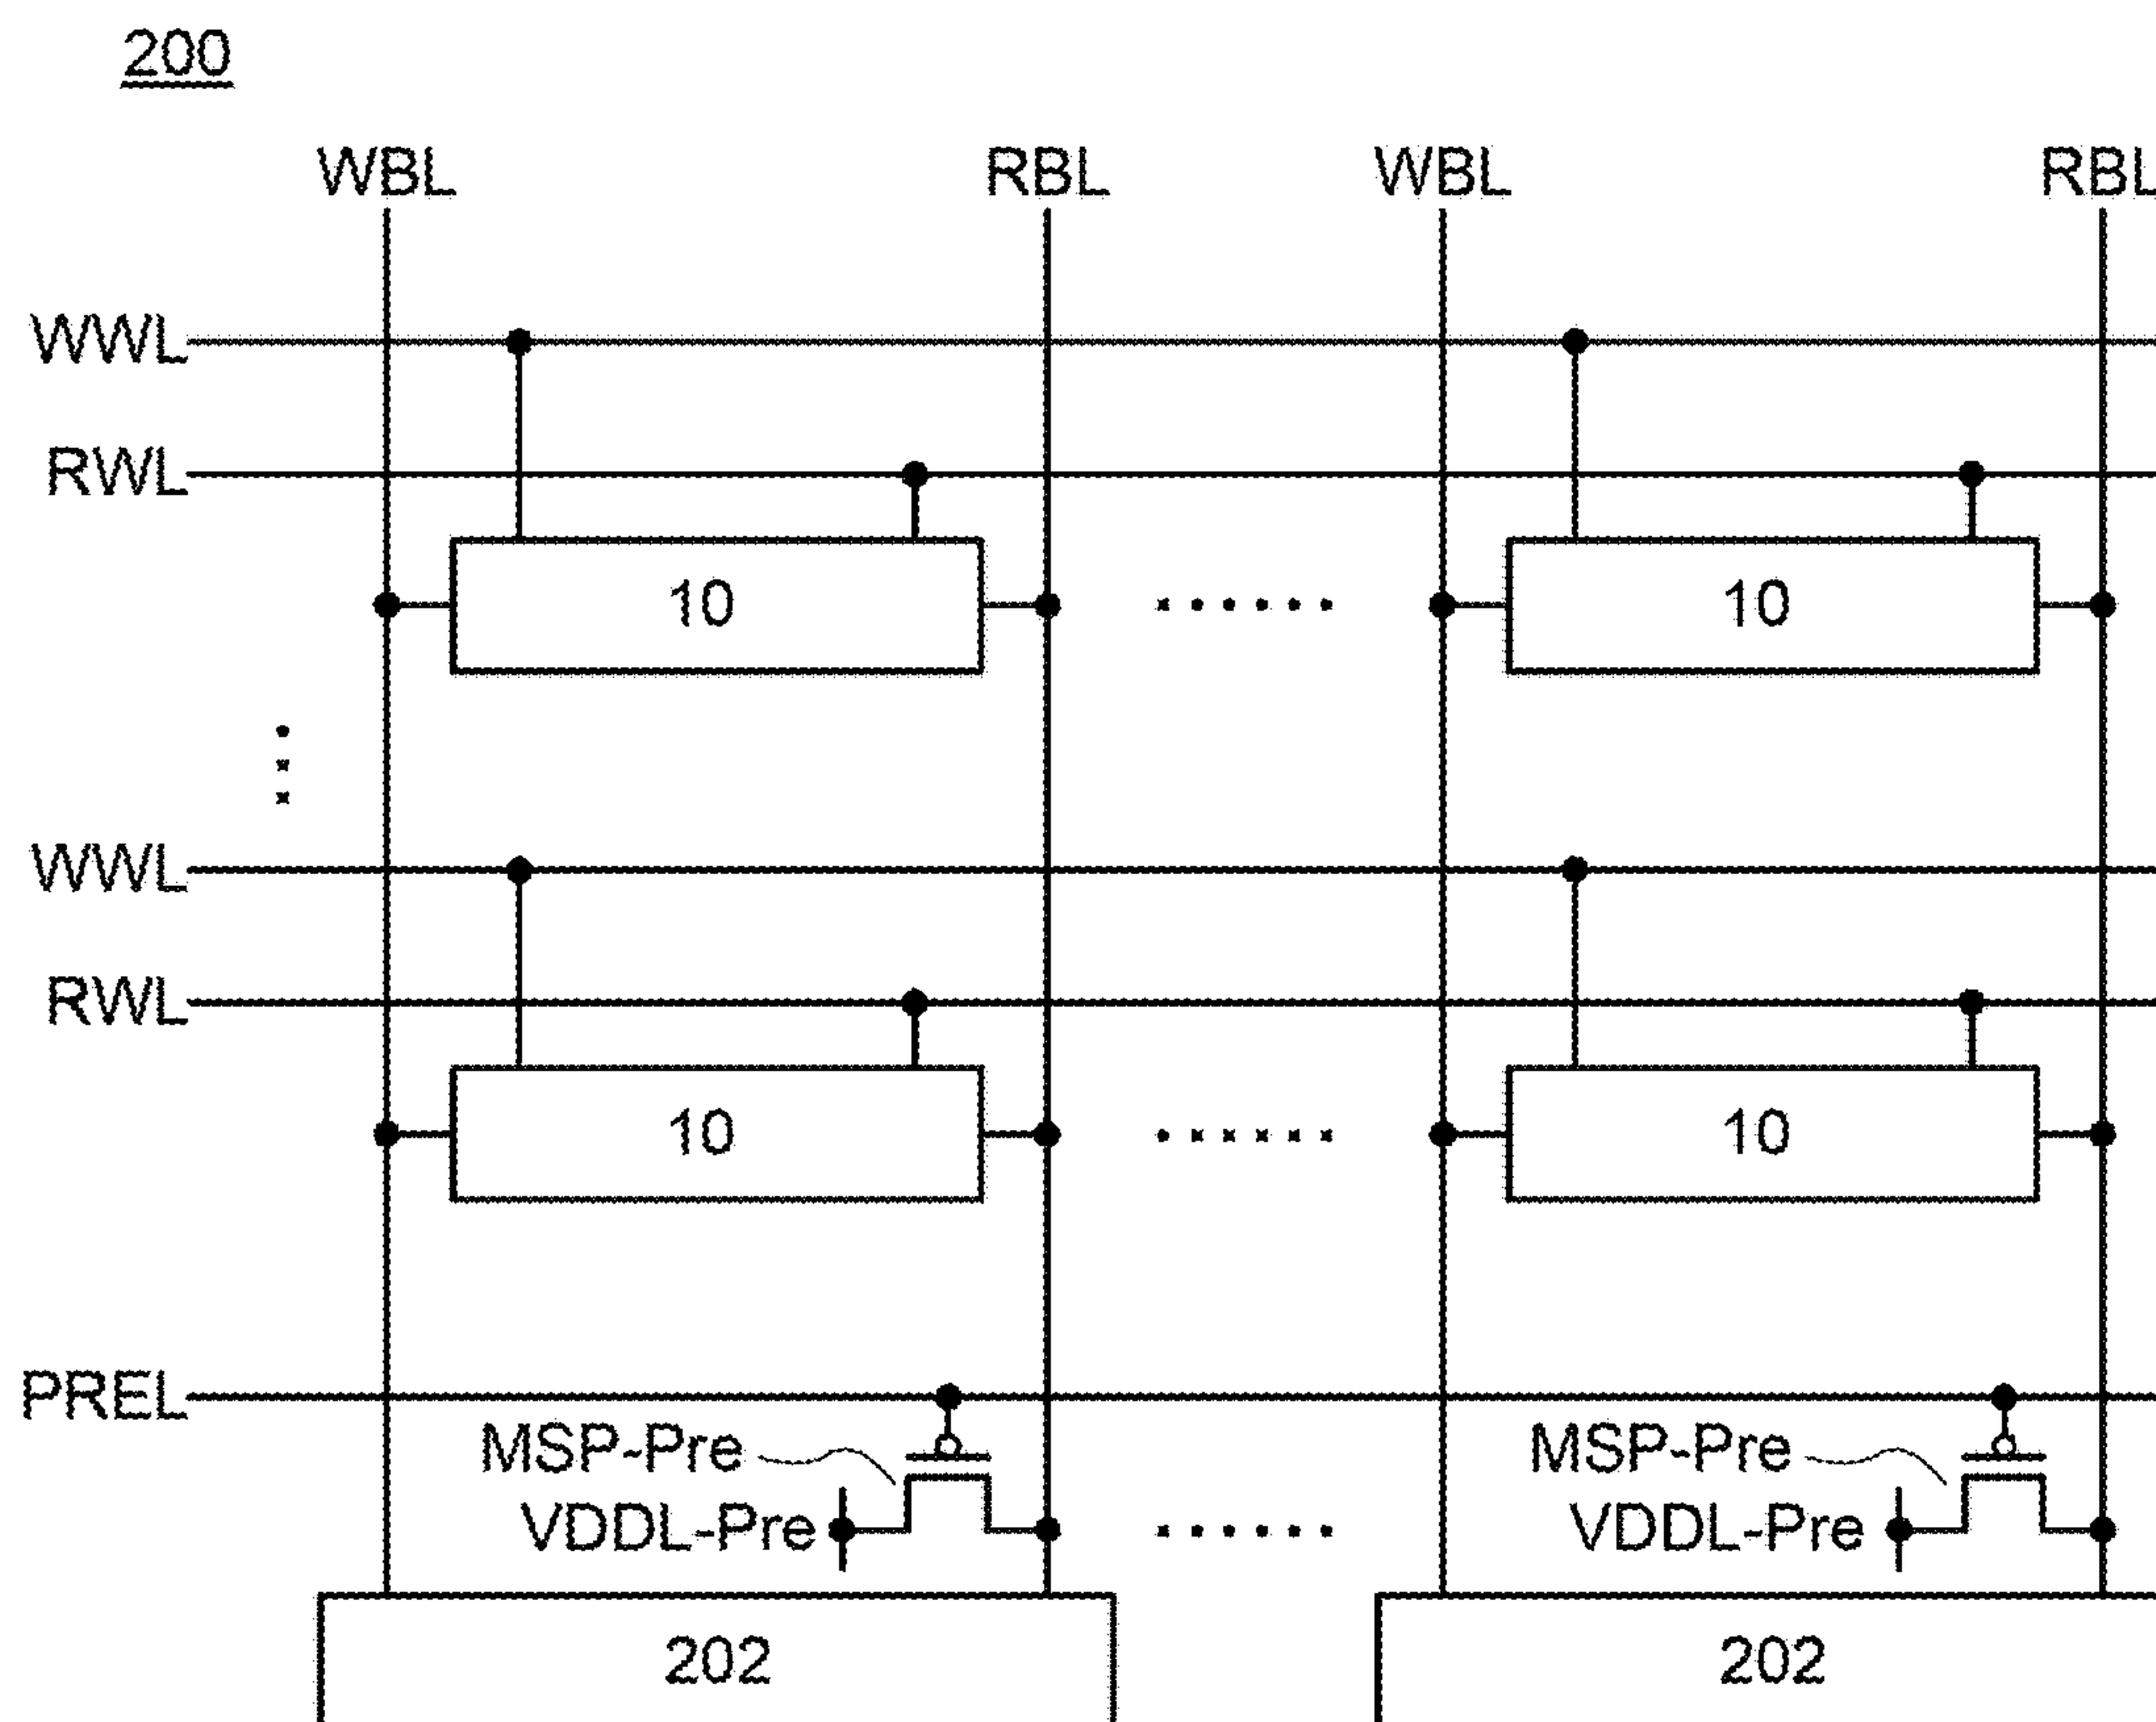 200
WBL RBL WBL RBL
WWL
RWL
10 10
WWL
RWL
10 10
PREL
MSP-Pre MSP-Pre
VDDL-Pre VDDL-Pre
202 202